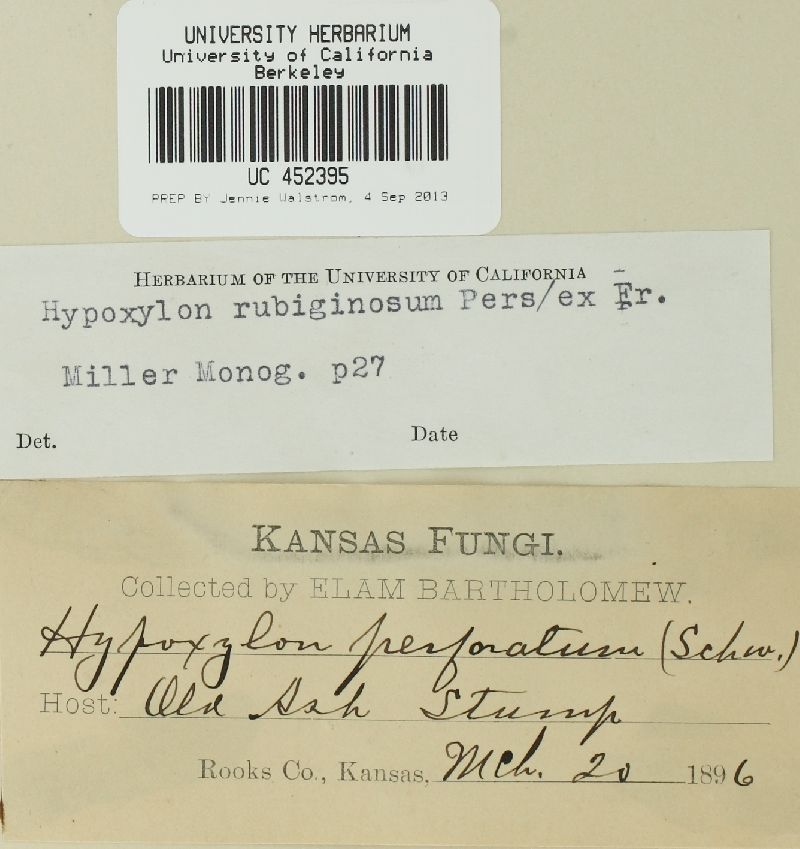 UNIVERSITY HERBARIUM
University of California
Berkeley
UC 452395
PREP BY Jennie Walstrom, 4 Sep 2013
HERBARIUM OF THE UNIVERSITY OF CALIFORNIA
Hypoxylon rubiginosum Pers/ex Fr.
Miller Monog. p27
Det. Date
KANSAS FUNGI.
Collected by ELAM BARTHOLOMEW.
Hypoxylon perforatum (Schw.)
Host: Old Ash Stump
Rooks Co., Kansas, Mch. 20 1896